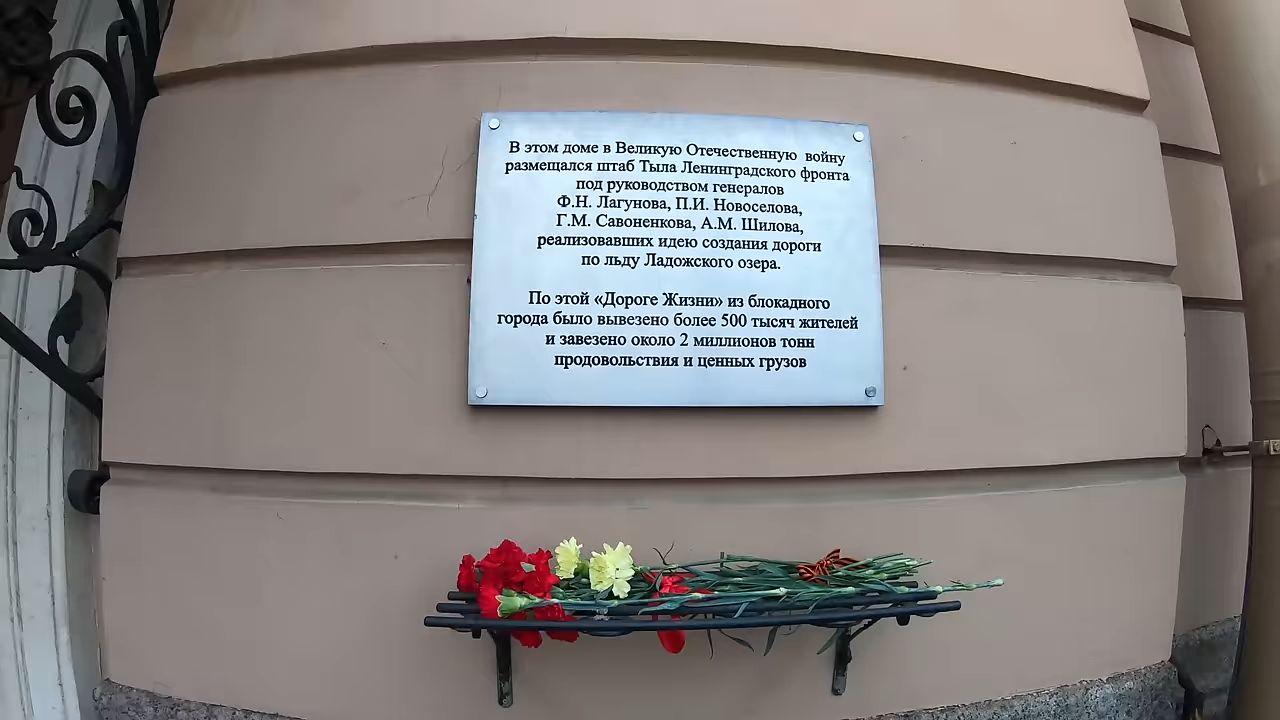 В этом доме в Великую Отечественную войну
размещался штаб Тыла Ленинградского фронта
под руководством генералов
Ф.Н. Лагунова, П.И. Новоселова,
Г.М. Савоненкова, А.М. Шилова,
реализовавших идею создания дороги
по льду Ладожского озера.
По этой «Дороге Жизни» из блокадного
города было вывезено более 500 тысяч жителей
и завезено около 2 миллионов тонн
продовольствия и ценных грузов